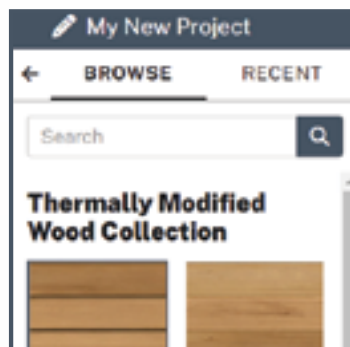 My New Project
BROWSE RECENT
Search
Thermally Modified
Wood Collection